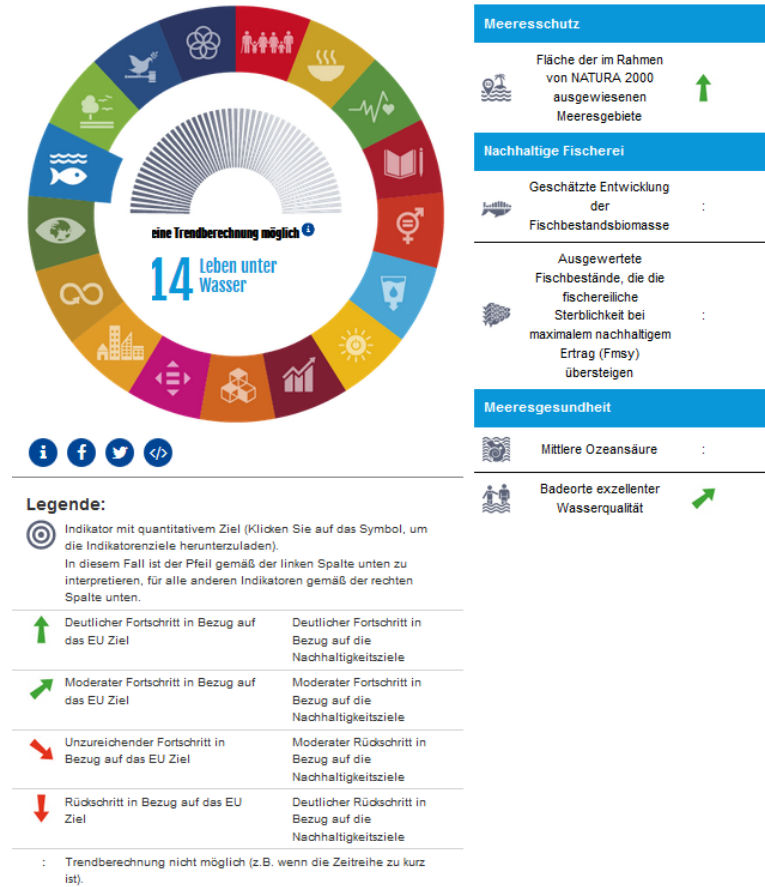 eine Trendberechnung möglich
14 Leben unter
Wasser
Legende:
Indikator mit quantitativem Ziel (Klicken Sie auf das Symbol, um
die Indikatorenziele herunterzuladen).
In diesem Fall ist der Pfeil gemäß der linken Spalte unten zu
interpretieren, für alle anderen Indikatoren gemäß der rechten
Spalte unten.
Deutlicher Fortschritt in Bezug auf
das EU Ziel
Deutlicher Fortschritt in
Bezug auf die
Nachhaltigkeitsziele
Moderater Fortschritt in Bezug auf
das EU Ziel
Moderater Fortschritt in
Bezug auf die
Nachhaltigkeitsziele
Unzureichender Fortschritt in
Bezug auf das EU Ziel
Moderater Rückschritt in
Bezug auf die
Nachhaltigkeitsziele
Rückschritt in Bezug auf das EU
Ziel
Deutlicher Rückschritt in
Bezug auf die
Nachhaltigkeitsziele
: Trendberechnung nicht möglich (z.B. wenn die Zeitreihe zu kurz
ist).
Meeresschutz
Fläche der im Rahmen
von NATURA 2000
ausgewiesenen
Meeresgebiete
Nachhaltige Fischerei
Geschätzte Entwicklung
der :
Fischbestandsbiomasse
Ausgewertete
Fischbestände, die die
fischereiliche
Sterblichkeit bei :
maximalem nachhaltigem
Ertrag (Fmsy)
übersteigen
Meeresgesundheit
Mittlere Ozeansäure :
Badeorte exzellenter
Wasserqualität